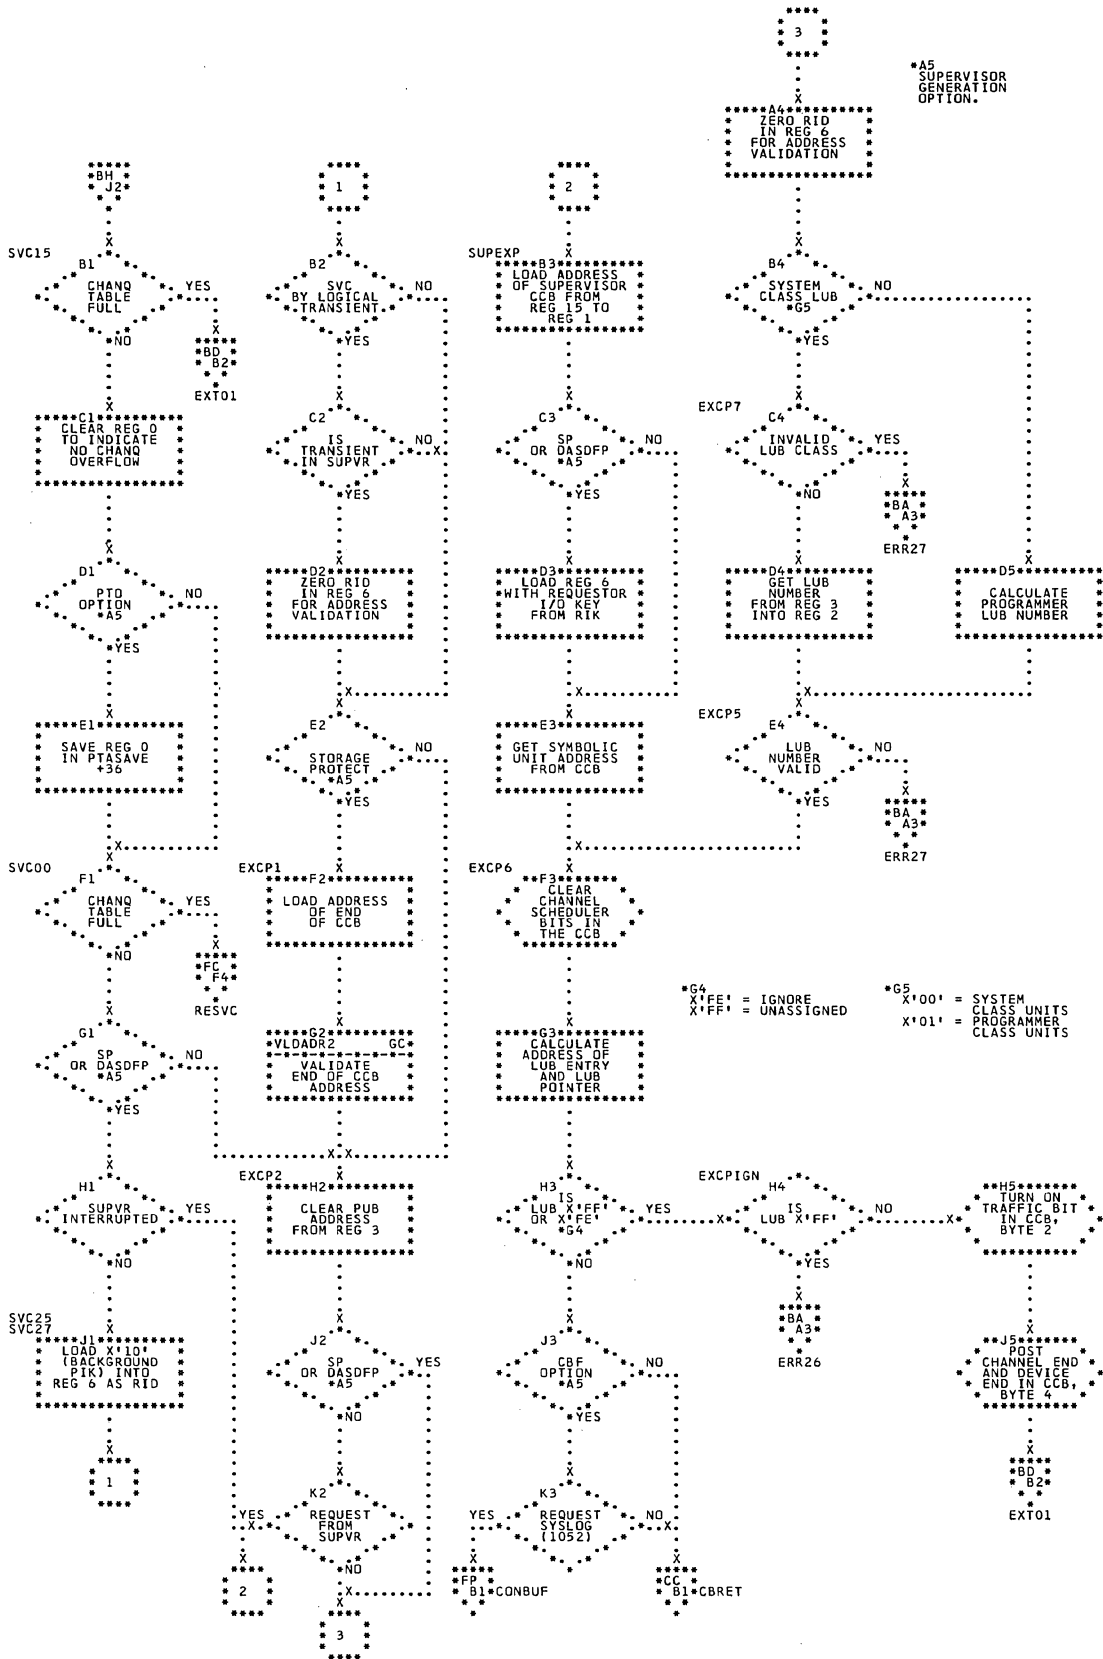 3
*A5
SUPERVISOR
GENERATION
OPTION.
A4
ZERO RID
IN REG 6
FOR ADDRESS
VALIDATION
BH
J2
1
2
SVC15
B1
CHANQ
TABLE
FULL
YES
NO
BD
B2
EXT01
B2
SVC
BY LOGICAL
TRANSIENT
NO
YES
SUPEXP
B3
LOAD ADDRESS
OF SUPERVISOR
CCB FROM
REG 15 TO
REG 1
B4
SYSTEM
CLASS LUB
*G5
NO
YES
C1
CLEAR REG 0
TO INDICATE
NO CHANQ
OVERFLOW
C2
IS
TRANSIENT
IN SUPVR
NO
YES
C3
SP
OR DASDFP
*A5
NO
YES
EXCP7
C4
INVALID
LUB CLASS
YES
NO
BA
A3
ERR27
D1
PTO
OPTION
*A5
NO
YES
D2
ZERO RID
IN REG 6
FOR ADDRESS
VALIDATION
D3
LOAD REG 6
WITH REQUESTOR
I/O KEY
FROM RIK
D4
GET LUB
NUMBER
FROM REG 3
INTO REG 2
D5
CALCULATE
PROGRAMMER
LUB NUMBER
E1
SAVE REG 0
IN PTASAVE
+36
E2
STORAGE
PROTECT
*A5
NO
YES
E3
GET SYMBOLIC
UNIT ADDRESS
FROM CCB
EXCP5
E4
LUB
NUMBER
VALID
NO
YES
BA
A3
ERR27
SVC00
F1
CHANQ
TABLE
FULL
YES
NO
FC
F4
RESVC
EXCP1
F2
LOAD ADDRESS
OF END
OF CCB
EXCP6
F3
CLEAR
CHANNEL
SCHEDULER
BITS IN
THE CCB
*G4
X'FE' = IGNORE
X'FF' = UNASSIGNED
*G5
X'00' = SYSTEM
CLASS UNITS
X'01' = PROGRAMMER
CLASS UNITS
G1
SP
OR DASDFP
*A5
NO
YES
G2
VLDADR2 GC
VALIDATE
END OF CCB
ADDRESS
G3
CALCULATE
ADDRESS OF
LUB ENTRY
AND LUB
POINTER
H1
SUPVR
INTERRUPTED
YES
NO
EXCP2
H2
CLEAR PUB
ADDRESS
FROM REG 3
H3
IS
LUB X'FF'
OR X'FE'
*G4
YES
NO
EXCPIGN
H4
IS
LUB X'FF'
NO
YES
H5
TURN ON
TRAFFIC BIT
IN CCB,
BYTE 2
BA
A3
ERR26
SVC25
SVC27
J1
LOAD X'10'
(BACKGROUND
PIK) INTO
REG 6 AS RID
1
J2
SP
OR DASDFP
*A5
YES
NO
J3
CBF
OPTION
*A5
NO
YES
J5
POST
CHANNEL END
AND DEVICE
END IN CCB,
BYTE 4
BD
B2
EXT01
K2
REQUEST
FROM
SUPVR
YES
NO
2
3
K3
REQUEST
SYSLOG
(1052)
YES
NO
FP
B1 CONBUF
CC
B1 CBRET